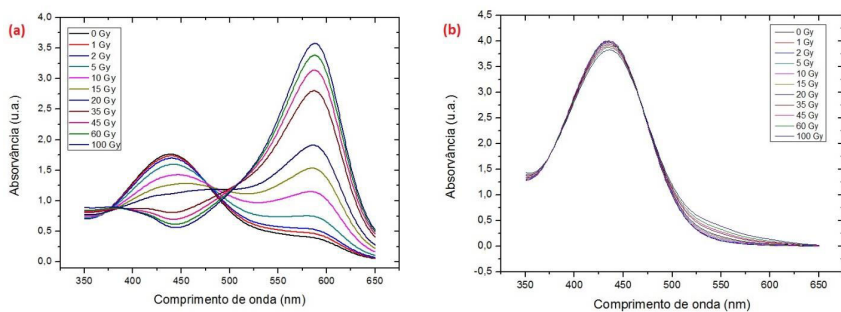 (a)
Absorvância (u.a.)
4,0
3,5
3,0
2,5
2,0
1,5
1,0
0,5
0,0
0 Gy
1 Gy
2 Gy
5 Gy
10 Gy
15 Gy
20 Gy
35 Gy
45 Gy
60 Gy
100 Gy
350 400 450 500 550 600 650
Comprimento de onda (nm)
(b)
Absorvância (u.a.)
4,5
4,0
3,5
3,0
2,5
2,0
1,5
1,0
0,5
0,0
-0,5
0 Gy
1 Gy
2 Gy
5 Gy
10 Gy
15 Gy
20 Gy
35 Gy
45 Gy
60 Gy
100 Gy
350 400 450 500 550 600 650
Comprimento de onda (nm)